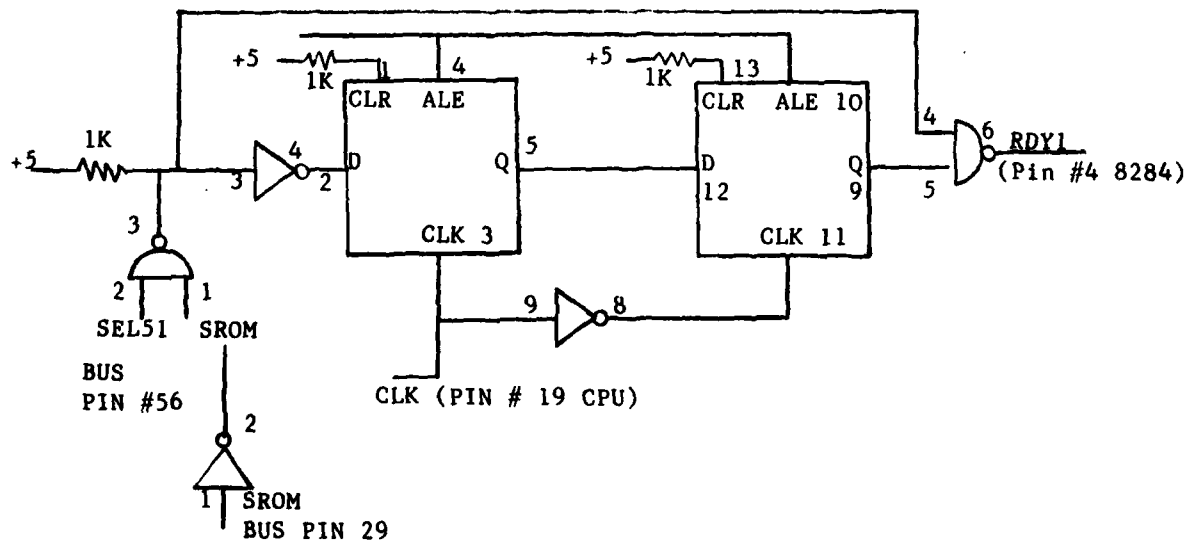 +5
1K
1
4
+5
1K
13
CLR ALE
CLR ALE 10
1K
+5
3
4
2
D
Q
5
D
12
Q
9
4
5
6
RDY1
(Pin #4 8284)
CLK 3
CLK 11
3
2
1
SEL51 SROM
9
8
BUS
PIN #56
CLK (PIN # 19 CPU)
2
1
SROM
BUS PIN 29